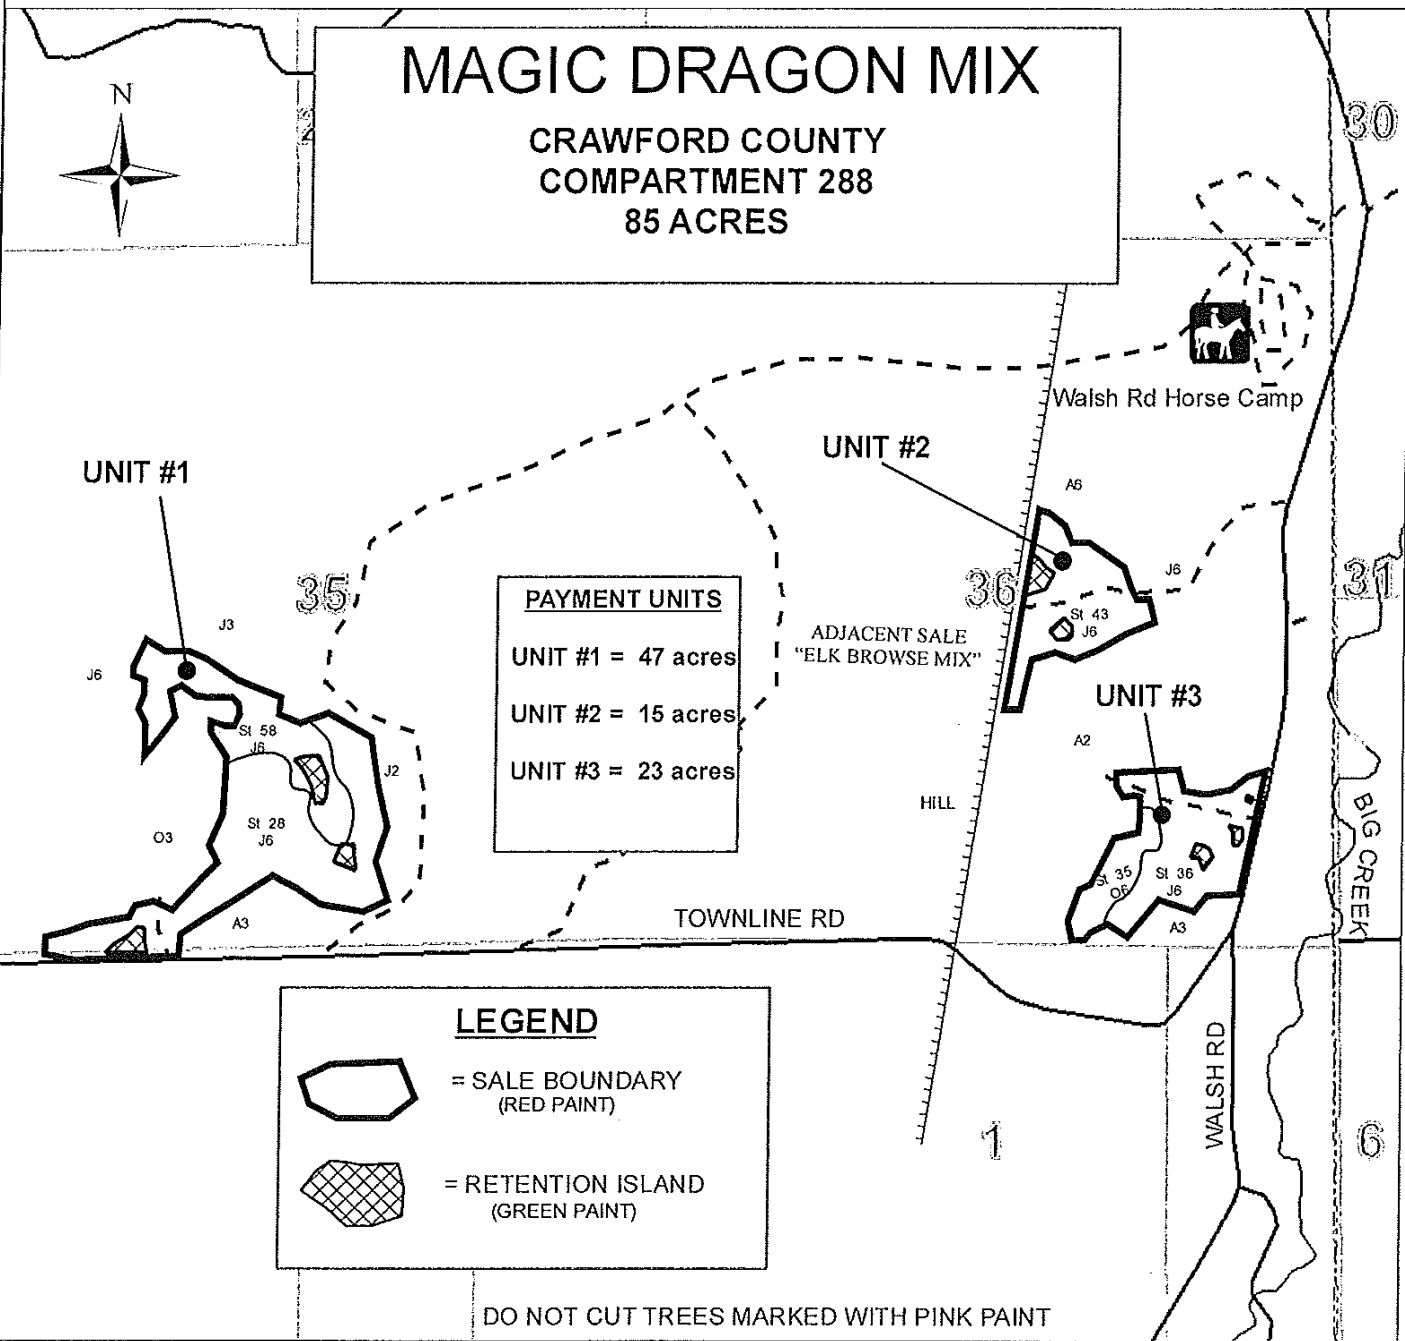 MAGIC DRAGON MIX
CRAWFORD COUNTY
COMPARTMENT 288
85 ACRES
N
30
Walsh Rd Horse Camp
UNIT #2
UNIT #1
A6
35
36
31
J6
J3
J6
St 43
J6
ADJACENT SALE
"ELK BROWSE MIX"
PAYMENT UNITS
UNIT #1 = 47 acres
UNIT #2 = 15 acres
UNIT #3 = 23 acres
UNIT #3
St 58
J6
J2
A2
HILL
O3
St 28
J6
St 35
O6
St 36
J6
BIG CREEK
A3
A3
TOWNLINE RD
LEGEND
= SALE BOUNDARY
(RED PAINT)
= RETENTION ISLAND
(GREEN PAINT)
WALSH RD
1
6
DO NOT CUT TREES MARKED WITH PINK PAINT